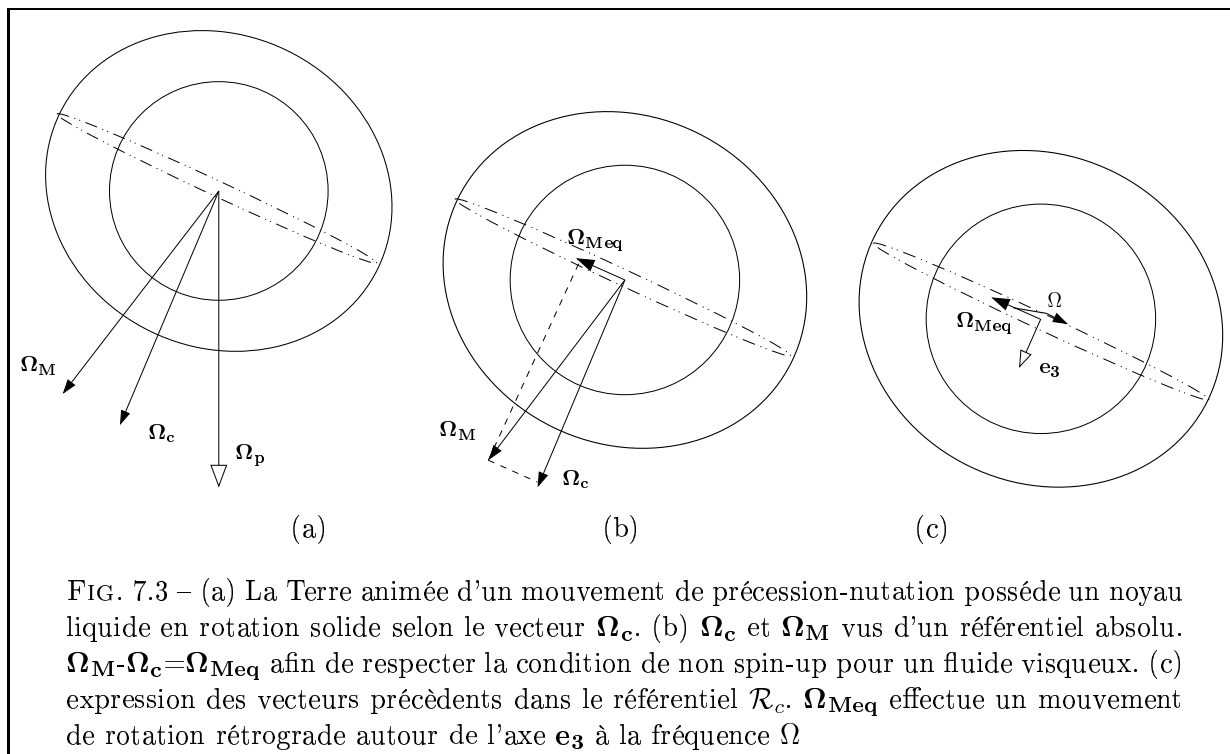 Ω_Meq
Ω_M
Ω_c
Ω_p
Ω_M
Ω_c
Ω
Ω_Meq
e_3
(a)
(b)
(c)
FIG. 7.3 – (a) La Terre animée d'un mouvement de précession-nutation posséde un noyau
liquide en rotation solide selon le vecteur Ω_c. (b) Ω_c et Ω_M vus d'un référentiel absolu.
Ω_M-Ω_c=Ω_Meq afin de respecter la condition de non spin-up pour un fluide visqueux. (c)
expression des vecteurs précèdents dans le référentiel R_c. Ω_Meq effectue un mouvement
de rotation rétrograde autour de l'axe e_3 à la fréquence Ω